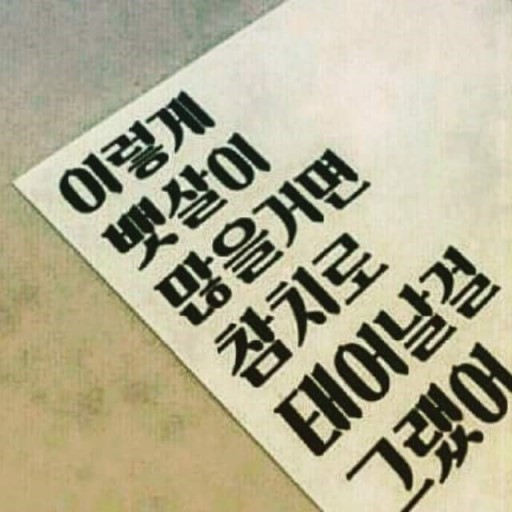 이렇게
뱃살이
많을거면
참치로
태어날걸
그랬어